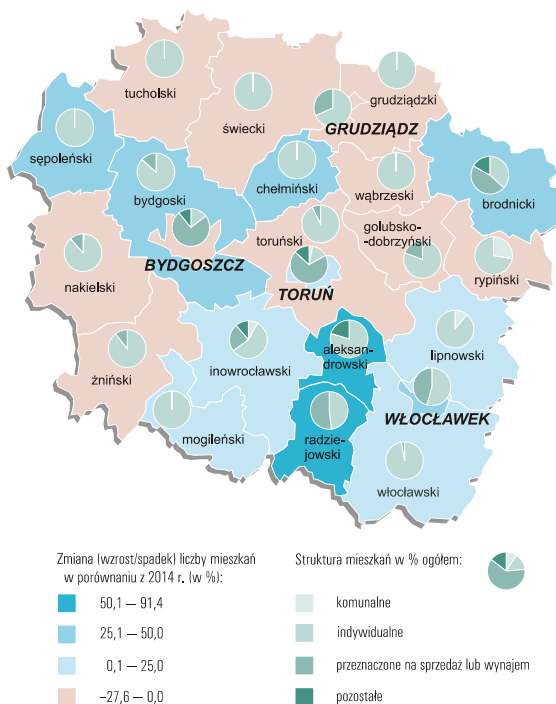 tucholski
grudziądzki
świecki
GRUDZIĄDZ
sępoleński
chełmiński
bydgoski
wąbrzeski
brodnicki
toruński
golubsko-
-dobrzyński
BYDGOSZCZ
nakielski
TORUŃ
rypiński
aleksan-
drowski
lipnowski
inowrocławski
żniński
WŁOCŁAWEK
mogileński
radzie-
jowski
włocławski
Zmiana (wzrost/spadek) liczby mieszkań
w porównaniu z 2014 r. (w %):
50,1 — 91,4
25,1 — 50,0
0,1 — 25,0
–27,6 — 0,0
Struktura mieszkań w % ogółem:
komunalne
indywidualne
przeznaczone na sprzedaż lub wynajem
pozostałe